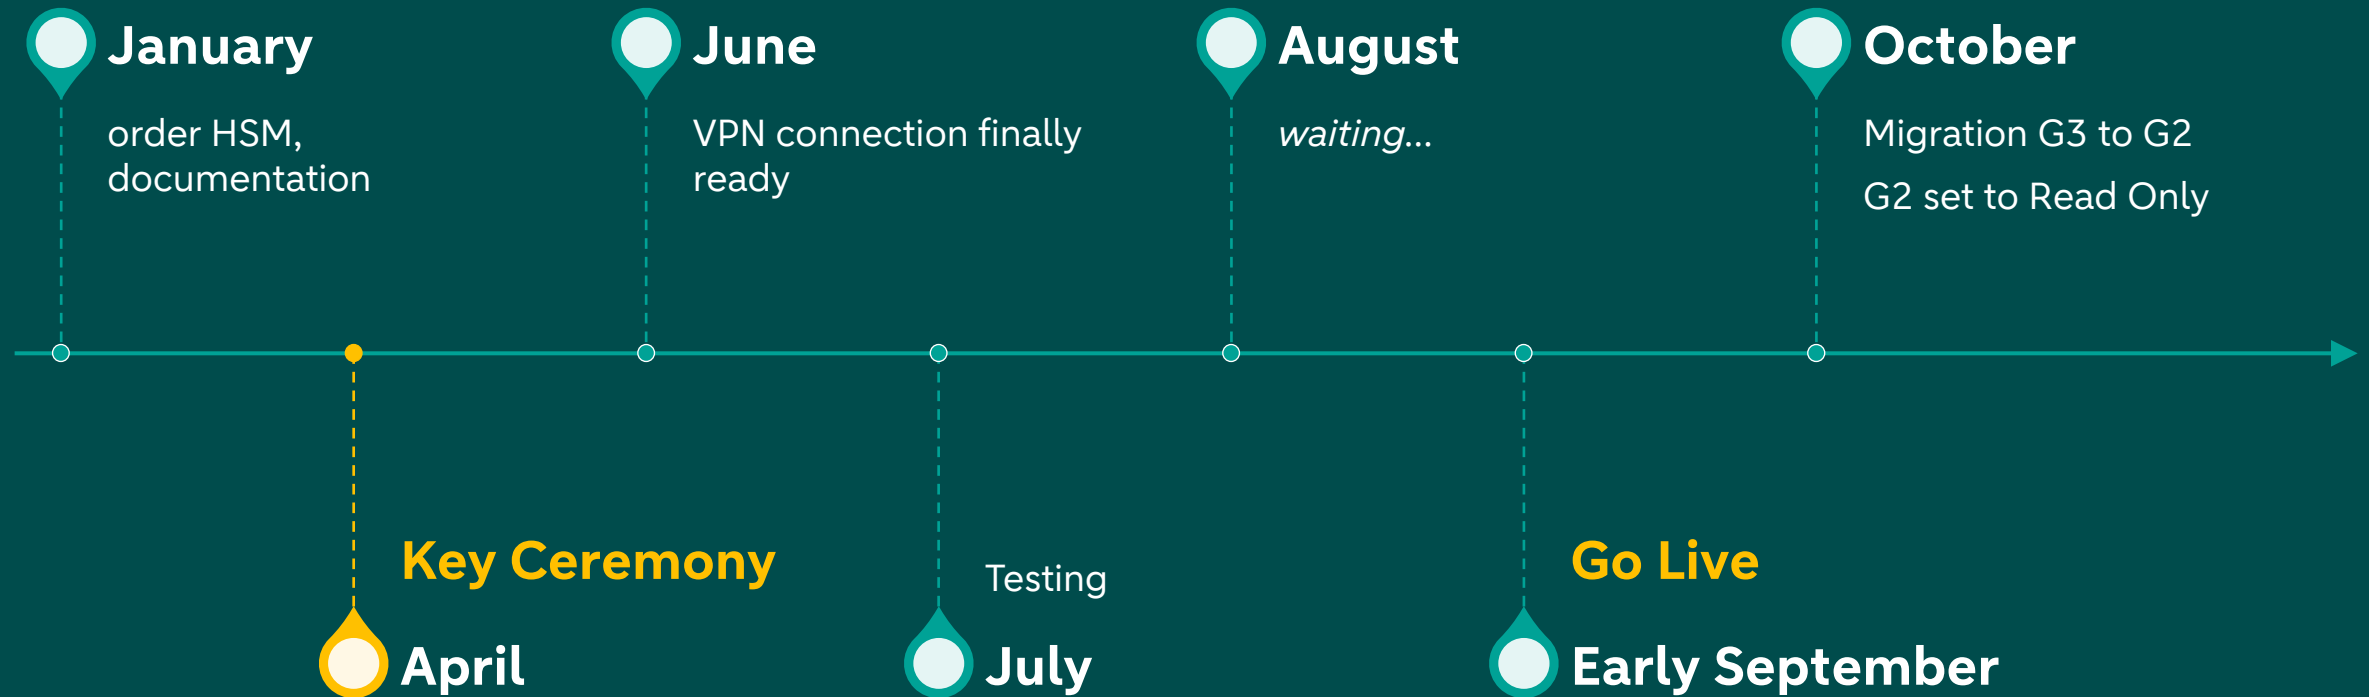 January
order HSM,
documentation
June
VPN connection finally
ready
August
waiting...
October
Migration G3 to G2
G2 set to Read Only
Key Ceremony
April
Testing
July
Go Live
Early September